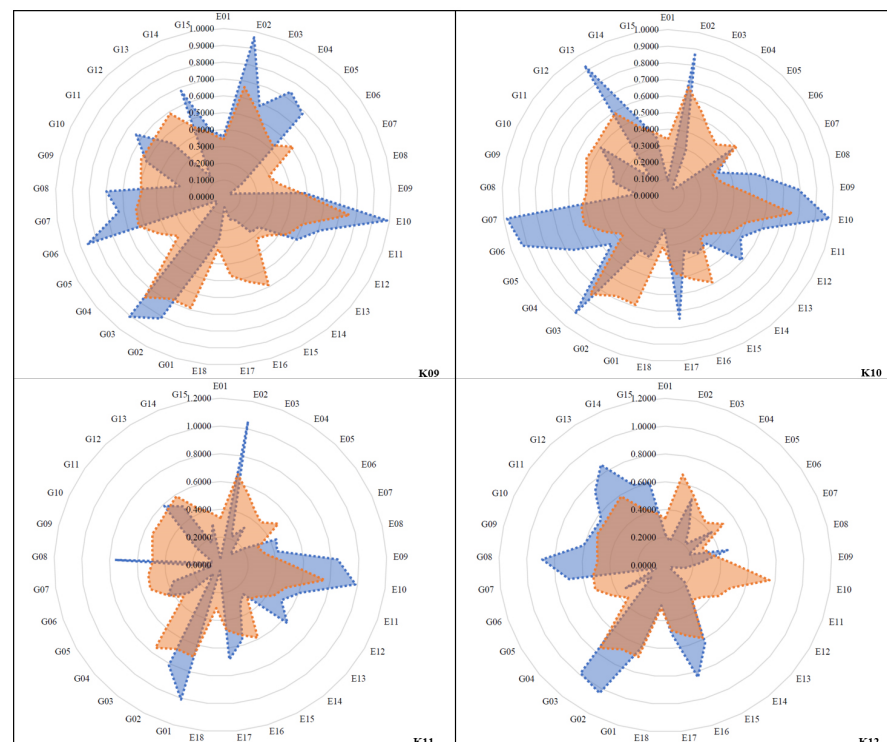 E01
E02
E03
E04
E05
E06
E07
E08
E09
E10
E11
E12
E13
E14
E15
E16
E17
E18
G01
G02
G03
G04
G05
G06
G07
G08
G09
G10
G11
G12
G13
G14
G15
1.0000
0.9000
0.8000
0.7000
0.6000
0.5000
0.4000
0.3000
0.2000
0.1000
0.0000
K09
E01
E02
E03
E04
E05
E06
E07
E08
E09
E10
E11
E12
E13
E14
E15
E16
E17
E18
G01
G02
G03
G04
G05
G06
G07
G08
G09
G10
G11
G12
G13
G14
G15
1.0000
0.9000
0.8000
0.7000
0.6000
0.5000
0.4000
0.3000
0.2000
0.1000
0.0000
K10
E01
E02
E03
E04
E05
E06
E07
E08
E09
E10
E11
E12
E13
E14
E15
E16
E17
E18
G01
G02
G03
G04
G05
G06
G07
G08
G09
G10
G11
G12
G13
G14
G15
1.2000
1.0000
0.8000
0.6000
0.4000
0.2000
0.0000
K11
E01
E02
E03
E04
E05
E06
E07
E08
E09
E10
E11
E12
E13
E14
E15
E16
E17
E18
G01
G02
G03
G04
G05
G06
G07
G08
G09
G10
G11
G12
G13
G14
G15
1.2000
1.0000
0.8000
0.6000
0.4000
0.2000
0.0000
K12